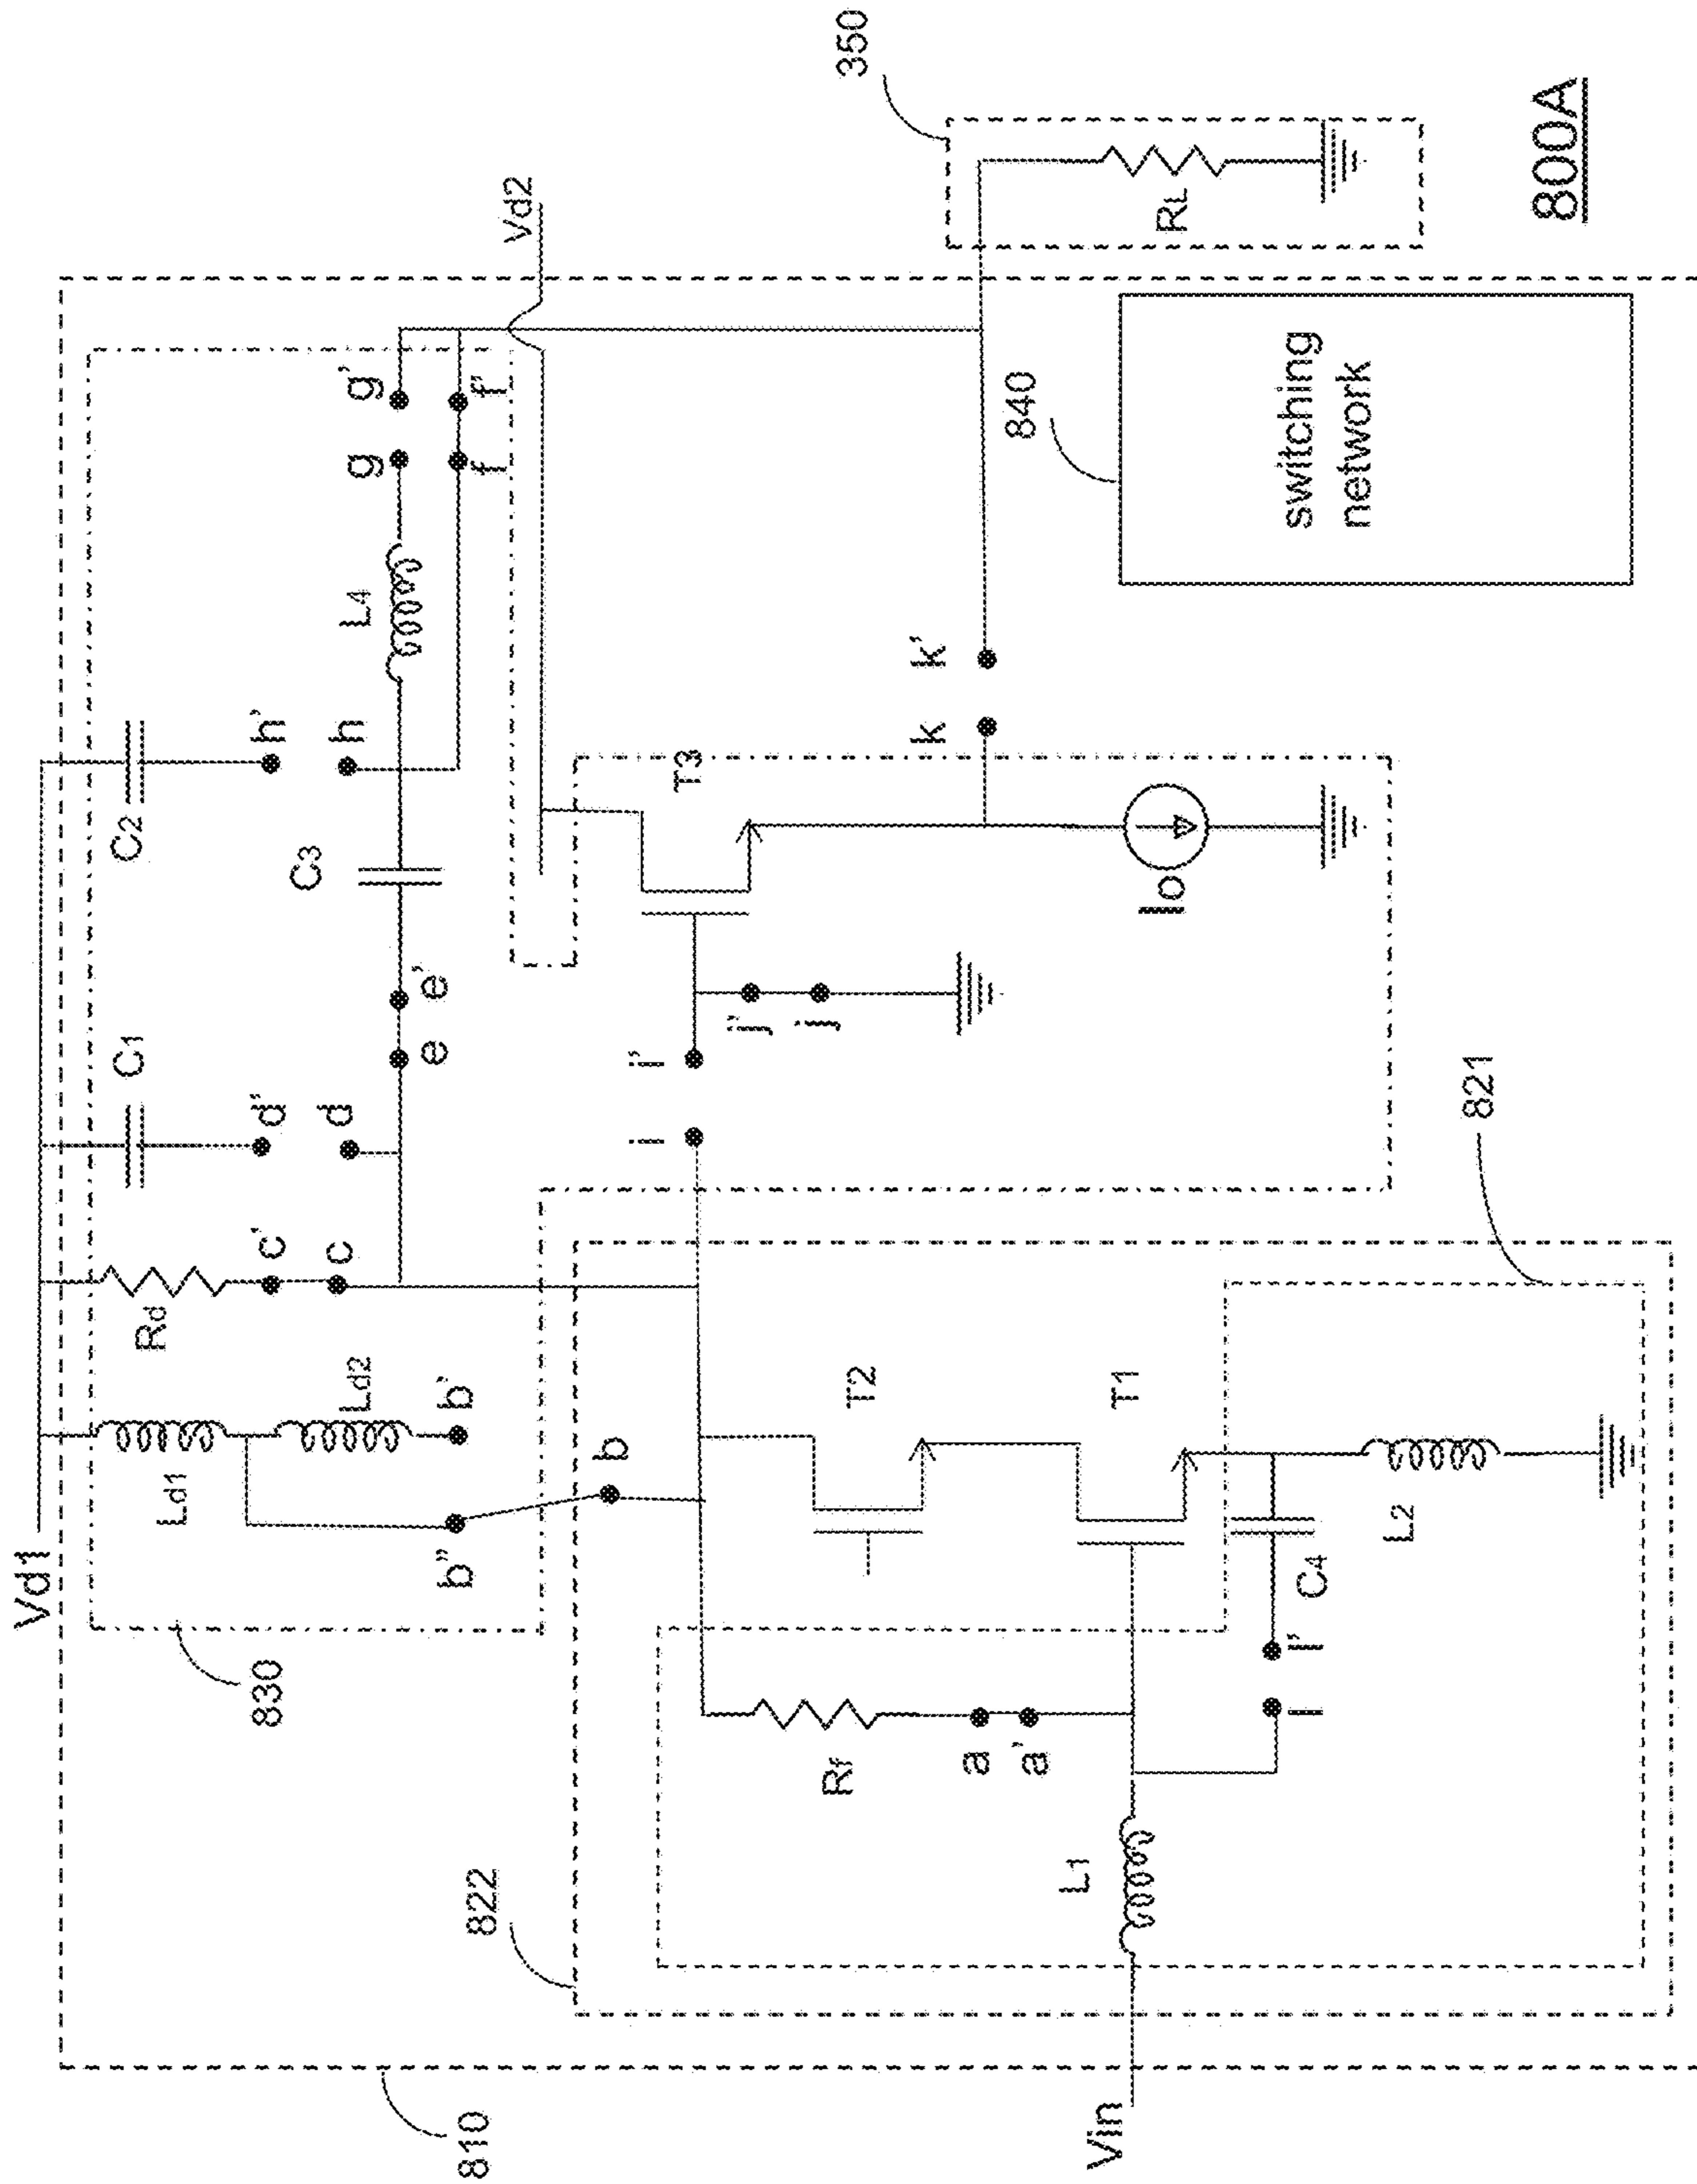 Vd1
C1
C2
Rd
Ld1
Ld2
C3
L4
c'
c
d'
d
h'
h
e
e'
g
g'
f
f'
b''
b'
b
Vd2
830
350
RL
T3
i
i'
j'
j
k
k'
Io
840
switching
network
822
821
Rf
a
a'
T2
T1
L1
l
l'
C4
L2
Vin
810
800A